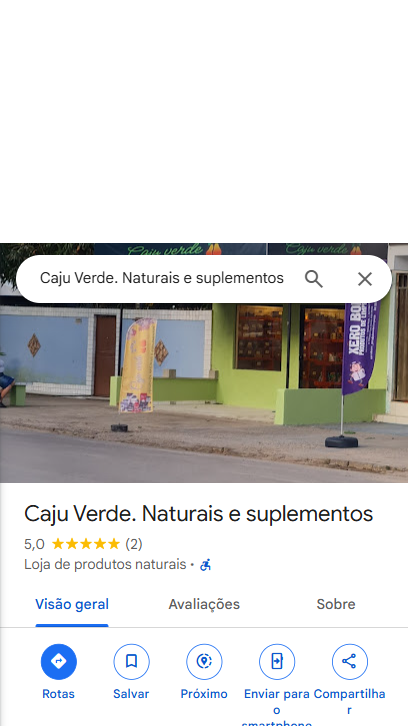 Caju verde
Caju verde
Caju Verde. Naturais e suplementos
XERO BO
Caju Verde. Naturais e suplementos
5,0 ★★★★★ (2)
Loja de produtos naturais ·
Visão geral
Avaliações
Sobre
Rotas
Salvar
Próximo
Enviar para
o
smartphone
Compartilha
r